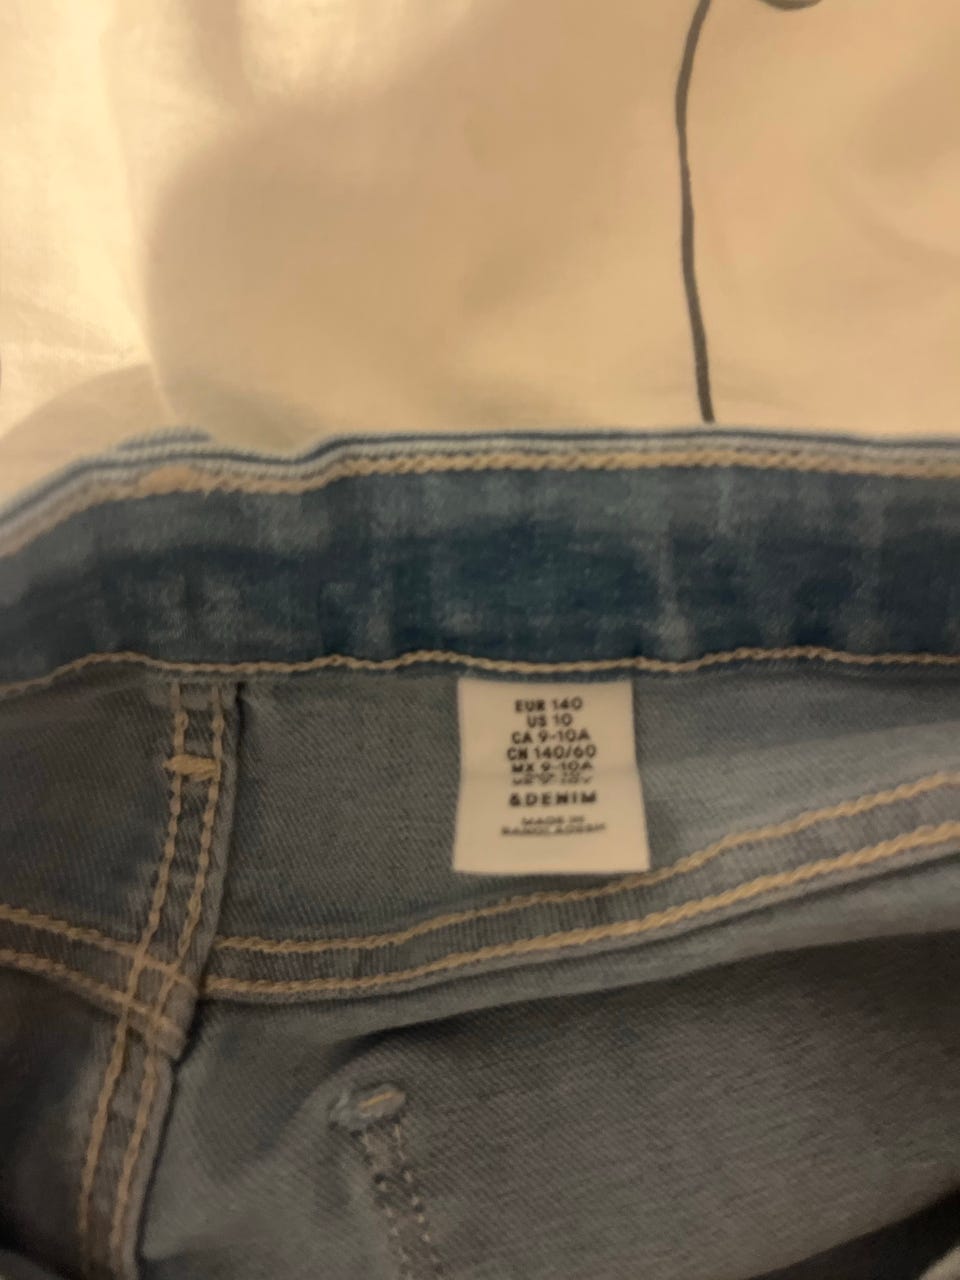 EUR 140
US 10
CA 9-10A
CN 140/60
MX 9-10A
&DENIM
MADE IN
BANGLADESH